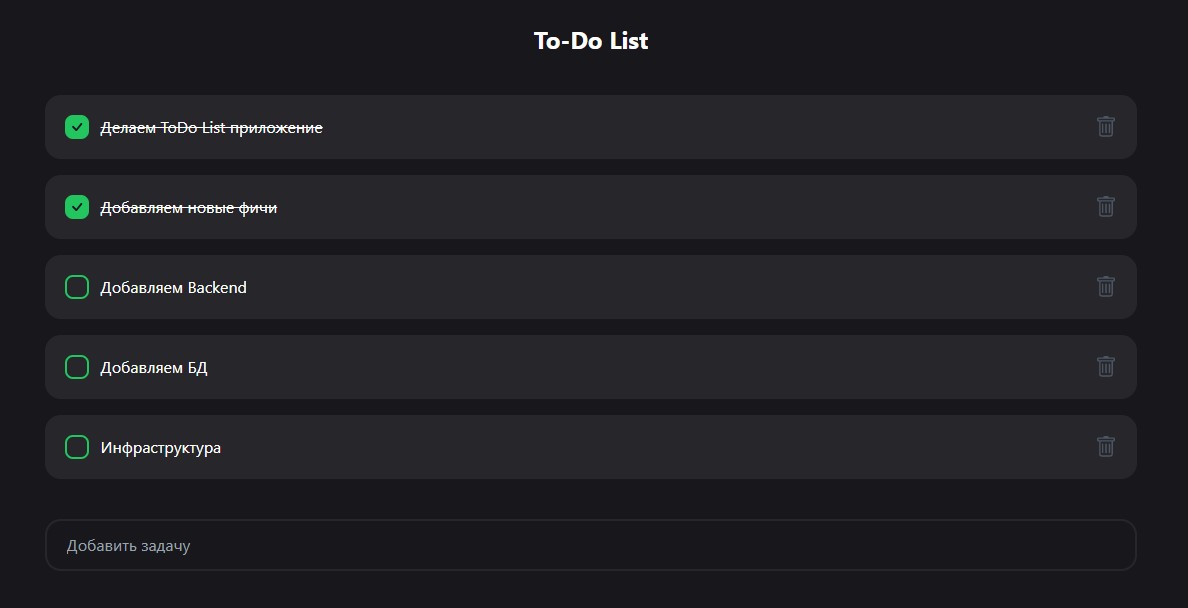 To-Do List
Делаем ToDo List приложение
Добавляем новые фичи
Добавляем Backend
Добавляем БД
Инфраструктура
Добавить задачу